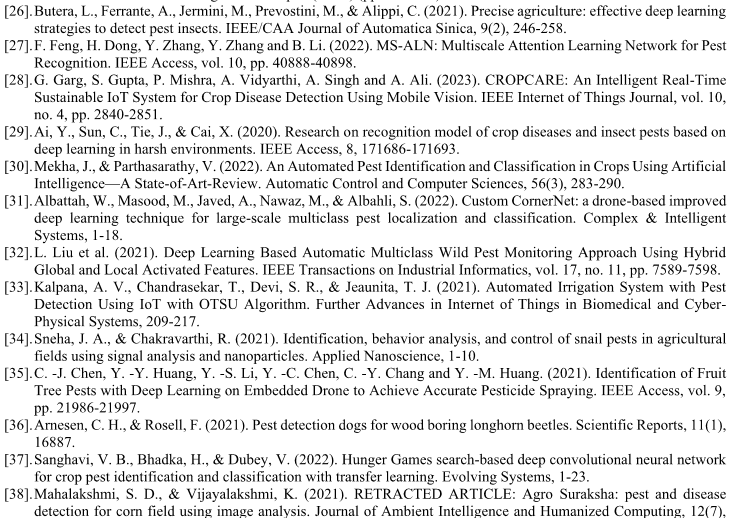 [26]. Butera, L., Ferrante, A., Jermini, M., Prevostini, M., & Alippi, C. (2021). Precise agriculture: effective deep learning
strategies to detect pest insects. IEEE/CAA Journal of Automatica Sinica, 9(2), 246-258.
[27]. F. Feng, H. Dong, Y. Zhang, Y. Zhang and B. Li. (2022). MS-ALN: Multiscale Attention Learning Network for Pest
Recognition. IEEE Access, vol. 10, pp. 40888-40898.
[28]. G. Garg, S. Gupta, P. Mishra, A. Vidyarthi, A. Singh and A. Ali. (2023). CROPCARE: An Intelligent Real-Time
Sustainable IoT System for Crop Disease Detection Using Mobile Vision. IEEE Internet of Things Journal, vol. 10,
no. 4, pp. 2840-2851.
[29]. Ai, Y., Sun, C., Tie, J., & Cai, X. (2020). Research on recognition model of crop diseases and insect pests based on
deep learning in harsh environments. IEEE Access, 8, 171686-171693.
[30]. Mekha, J., & Parthasarathy, V. (2022). An Automated Pest Identification and Classification in Crops Using Artificial
Intelligence—A State-of-Art-Review. Automatic Control and Computer Sciences, 56(3), 283-290.
[31]. Albattah, W., Masood, M., Javed, A., Nawaz, M., & Albahli, S. (2022). Custom CornerNet: a drone-based improved
deep learning technique for large-scale multiclass pest localization and classification. Complex & Intelligent
Systems, 1-18.
[32]. L. Liu et al. (2021). Deep Learning Based Automatic Multiclass Wild Pest Monitoring Approach Using Hybrid
Global and Local Activated Features. IEEE Transactions on Industrial Informatics, vol. 17, no. 11, pp. 7589-7598.
[33]. Kalpana, A. V., Chandrasekar, T., Devi, S. R., & Jeaunita, T. J. (2021). Automated Irrigation System with Pest
Detection Using IoT with OTSU Algorithm. Further Advances in Internet of Things in Biomedical and Cyber-
Physical Systems, 209-217.
[34]. Sneha, J. A., & Chakravarthi, R. (2021). Identification, behavior analysis, and control of snail pests in agricultural
fields using signal analysis and nanoparticles. Applied Nanoscience, 1-10.
[35]. C. -J. Chen, Y. -Y. Huang, Y. -S. Li, Y. -C. Chen, C. -Y. Chang and Y. -M. Huang. (2021). Identification of Fruit
Tree Pests with Deep Learning on Embedded Drone to Achieve Accurate Pesticide Spraying. IEEE Access, vol. 9,
pp. 21986-21997.
[36]. Arnesen, C. H., & Rosell, F. (2021). Pest detection dogs for wood boring longhorn beetles. Scientific Reports, 11(1),
16887.
[37]. Sanghavi, V. B., Bhadka, H., & Dubey, V. (2022). Hunger Games search-based deep convolutional neural network
for crop pest identification and classification with transfer learning. Evolving Systems, 1-23.
[38]. Mahalakshmi, S. D., & Vijayalakshmi, K. (2021). RETRACTED ARTICLE: Agro Suraksha: pest and disease
detection for corn field using image analysis. Journal of Ambient Intelligence and Humanized Computing, 12(7),